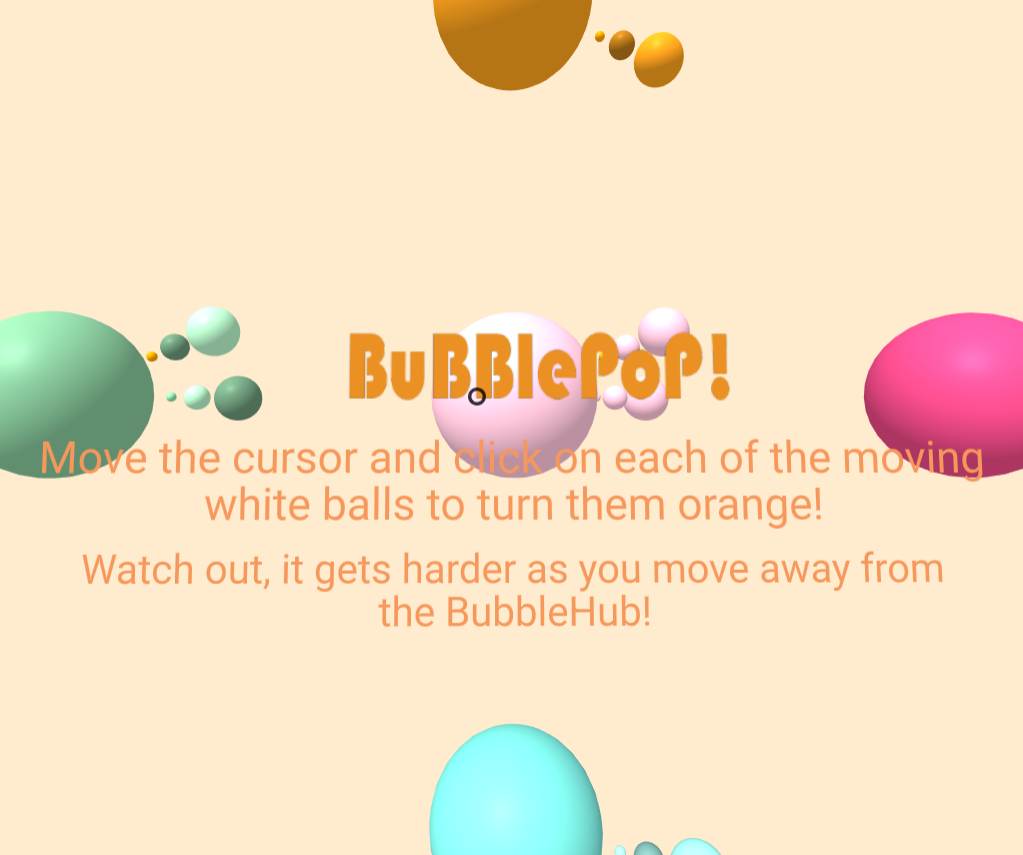 BuBBlePoP!
Move the cursor and click on each of the moving
white balls to turn them orange!
Watch out, it gets harder as you move away from
the BubbleHub!